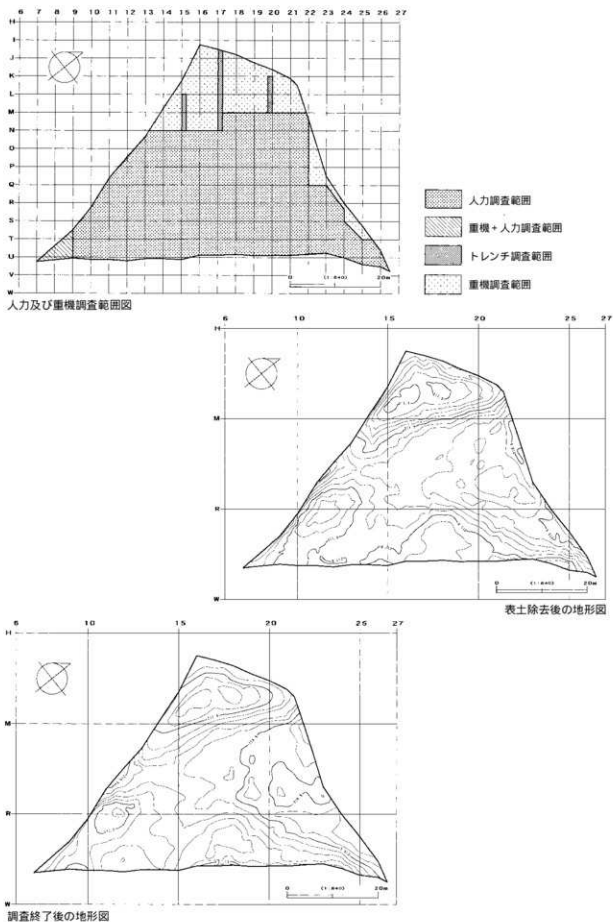 6 7 8 9 10 11 12 13 14 15 16 17 18 19 20 21 22 23 24 25 26 27
H
I
J
K
L
M
N
O
P
Q
R
S
T
U
V
W
0 (1:640) 20m
人力及び重機調査範囲図
人力調査範囲
重機+人力調査範囲
トレンチ調査範囲
重機調査範囲
6 10 15 20 25 27
H
M
R
W
0 (1:640) 20m
表土除去後の地形図
6 10 15 20 25 27
H
M
R
W
0 (1:640) 20m
調査終了後の地形図